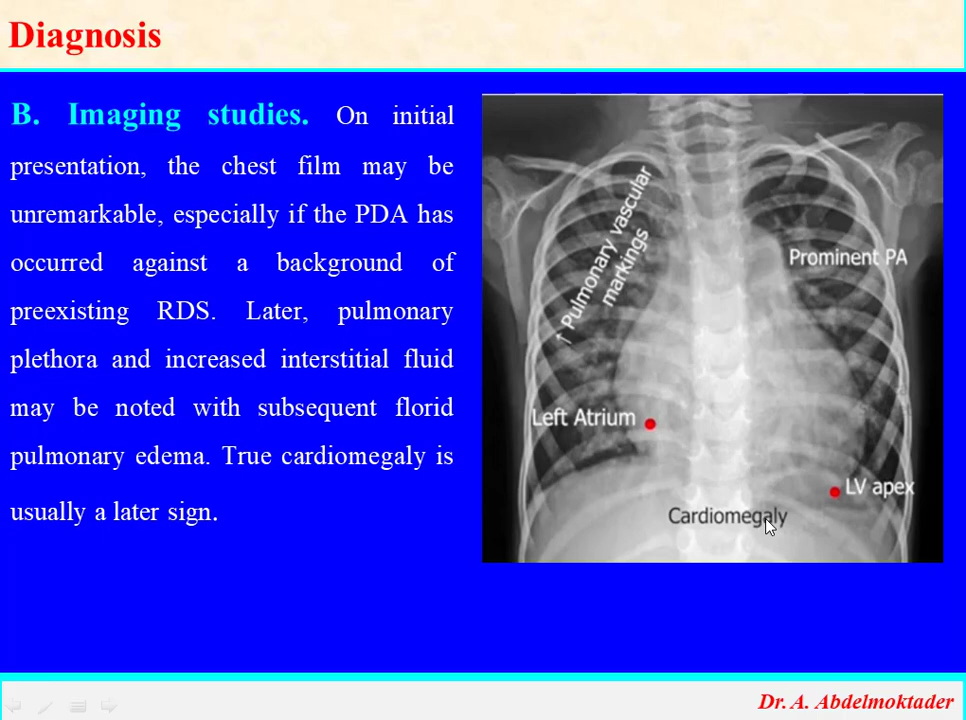 Diagnosis
B. Imaging studies. On initial
presentation, the chest film may be
unremarkable, especially if the PDA has
occurred against a background of
preexisting RDS. Later, pulmonary
plethora and increased interstitial fluid
may be noted with subsequent florid
pulmonary edema. True cardiomegaly is
usually a later sign.
↑ Pulmonary vascular
markings
Prominent PA
Left Atrium
LV apex
Cardiomegaly
Dr. A. Abdelmoktader